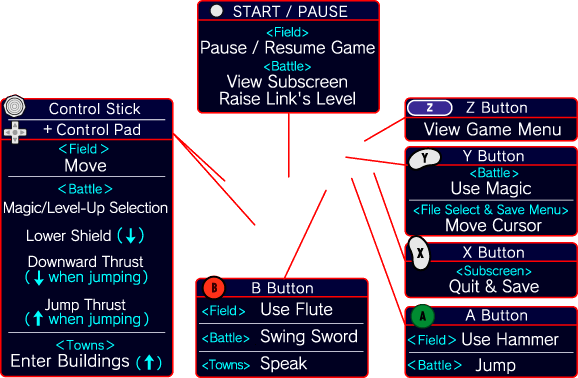 START / PAUSE
<Field>
Pause / Resume Game
<Battle>
View Subscreen
Raise Link's Level
Control Stick
+ Control Pad
<Field>
Move
<Battle>
Magic/Level-Up Selection
Lower Shield (↓)
Downward Thrust
(↓ when jumping)
Jump Thrust
(↑ when jumping)
<Towns>
Enter Buildings (↑)
B B Button
<Field> Use Flute
<Battle> Swing Sword
<Towns> Speak
Z Z Button
View Game Menu
Y Y Button
<Battle>
Use Magic
<File Select & Save Menu>
Move Cursor
X X Button
<Subscreen>
Quit & Save
A A Button
<Field> Use Hammer
<Battle> Jump